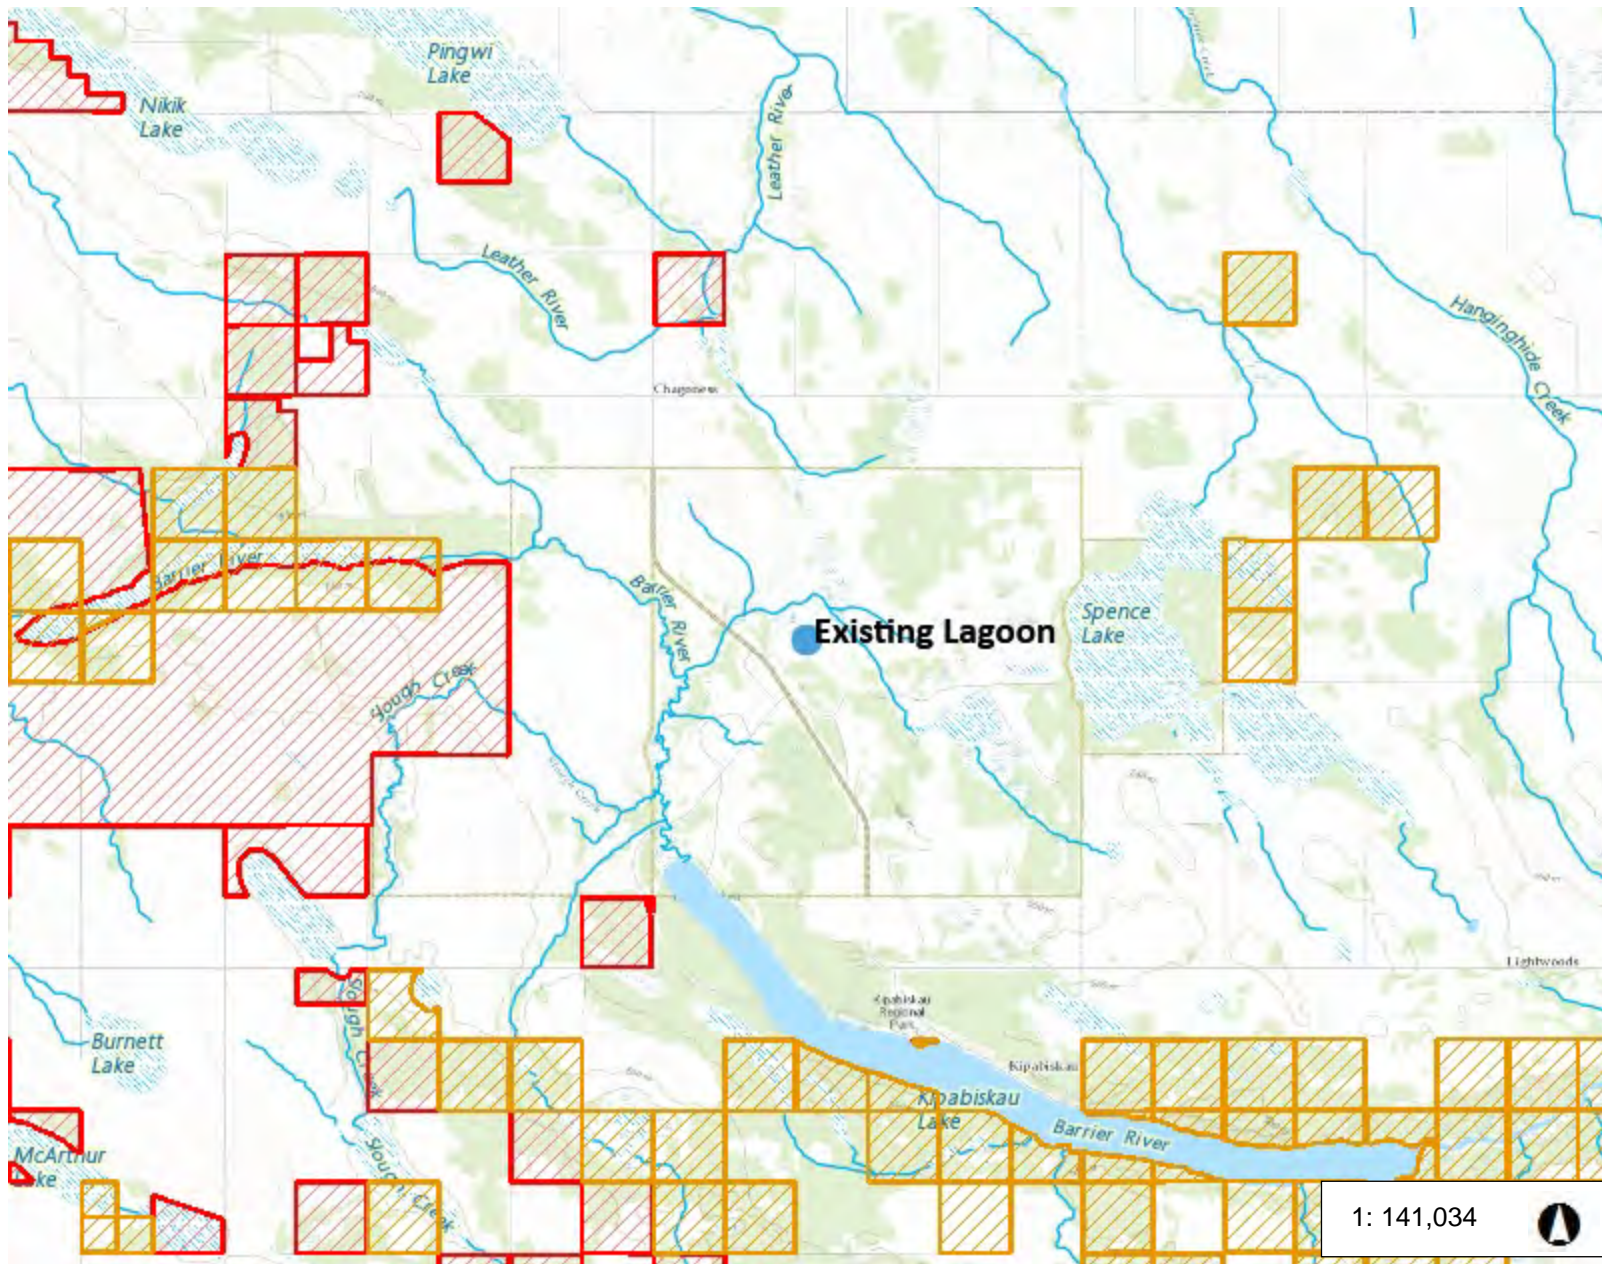 Pingwi
Lake
Nikik
Lake
Leather River
Leather River
Hanginghide Creek
Chagoness
Barrier River
Barrier River
Existing Lagoon
Spence
Lake
Slough Creek
Slough Creek
Lightwoods
Kipabiskau
Regional
Park
Slough Creek
Burnett
Lake
Kipabiskau
Kipabiskau
Lake
Barrier River
McArthur
Lake
Slough Creek
1: 141,034